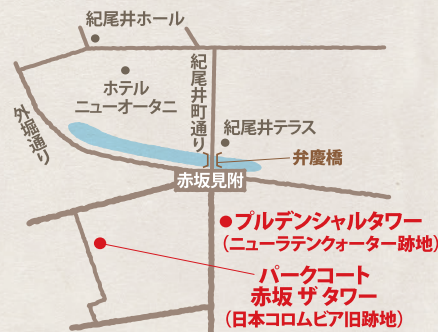 紀尾井ホール
ホテル
ニューオータニ
紀尾井町通り
外堀通り
紀尾井テラス
弁慶橋
赤坂見附
プルデンシャルタワー
(ニューラテンクォーター跡地)
パークコート
赤坂 ザ タワー
(日本コロムビア旧跡地)